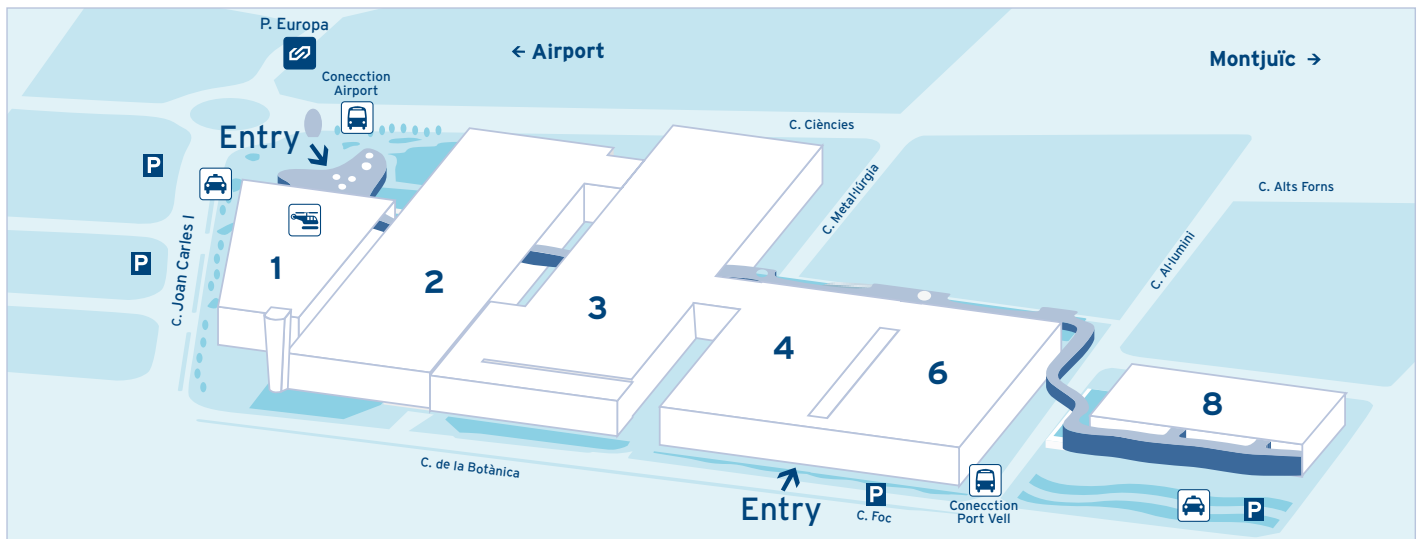 P. Europa
← Airport
Montjuïc →
Conecction
Airport
C. Ciències
Entry
P
C. Metal·lúrgia
C. Alts Forns
C. Joan Carles I
P
C. Al·lumini
1
2
3
4
6
8
C. de la Botànica
Entry
P
C. Foc
Conecction
Port Vell
P